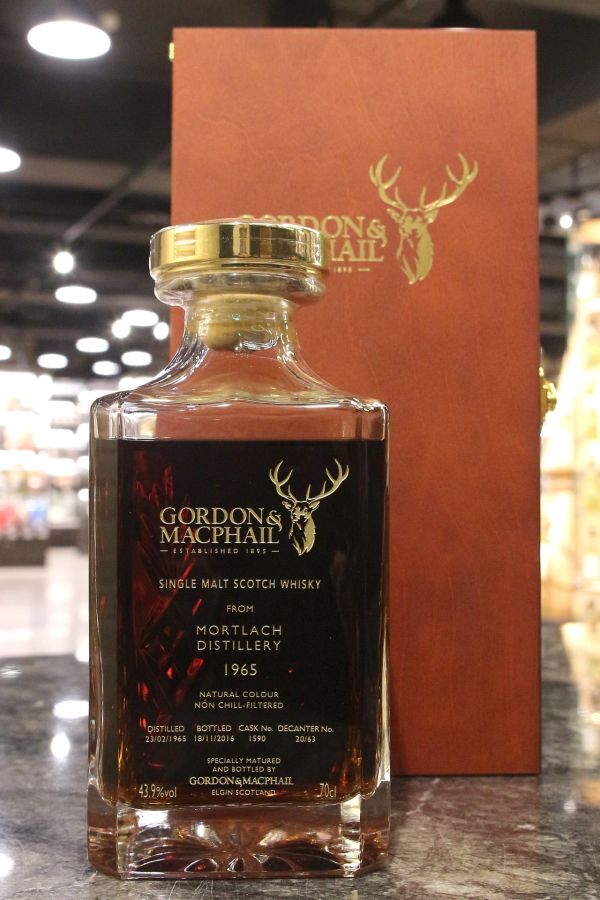 GORDON&
HAIL
1895
GORDON&
MACPHAIL
ESTABLISHED 1895
SINGLE MALT SCOTCH WHISKY
FROM
MORTLACH
DISTILLERY
1965
NATURAL COLOUR
NÓN CHILL-FILTERED
DISTILLED BOTTLED CASK No. DECANTER No.
23/02/1965 18/11/2016 1590 20/63
SPECIALLY MATURED
AND BOTTLED BY
GORDON&MACPHAIL
43.9%vol ELGIN SCOTLAND 70cl